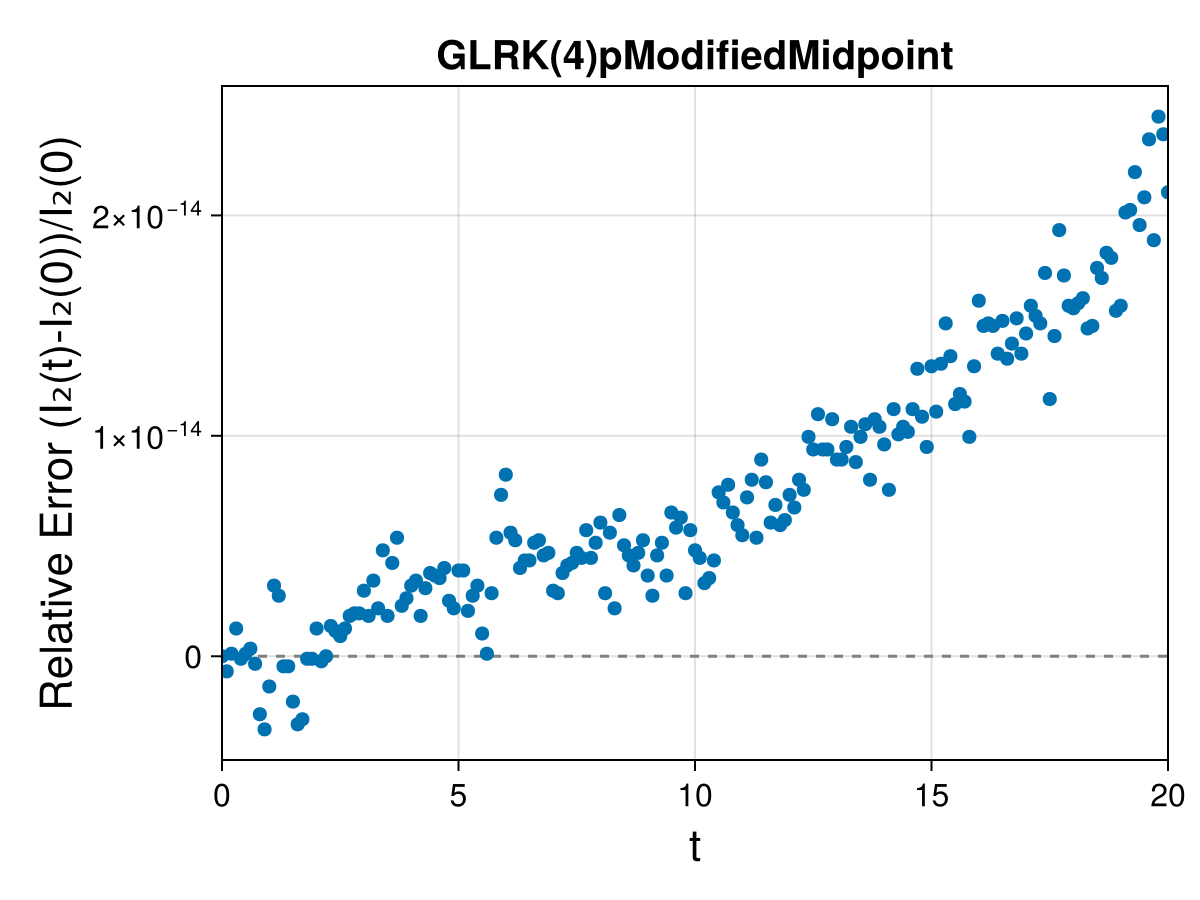 GLRK(4)pModifiedMidpoint
Relative Error (I₂(t)-I₂(0))/I₂(0)
2×10⁻¹⁴
1×10⁻¹⁴
0
0 5 10 15 20
t